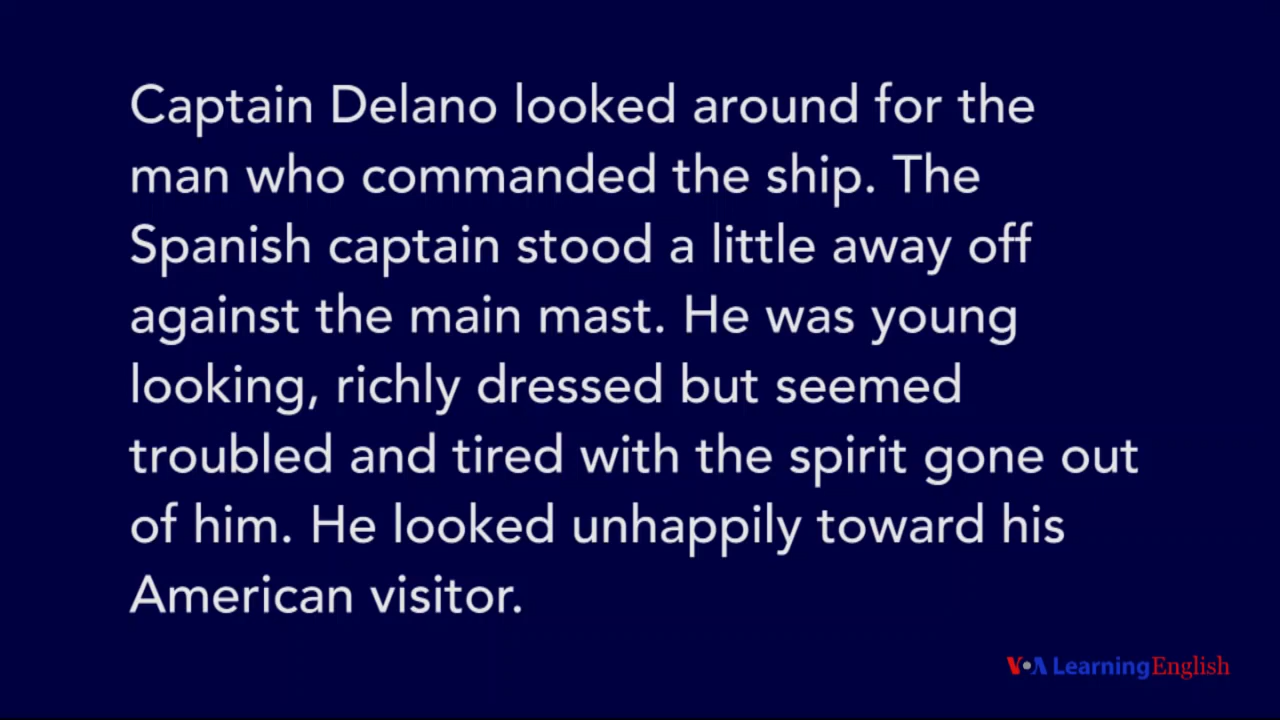 Captain Delano looked around for the
man who commanded the ship. The
Spanish captain stood a little away off
against the main mast. He was young
looking, richly dressed but seemed
troubled and tired with the spirit gone out
of him. He looked unhappily toward his
American visitor.
VOA Learning English